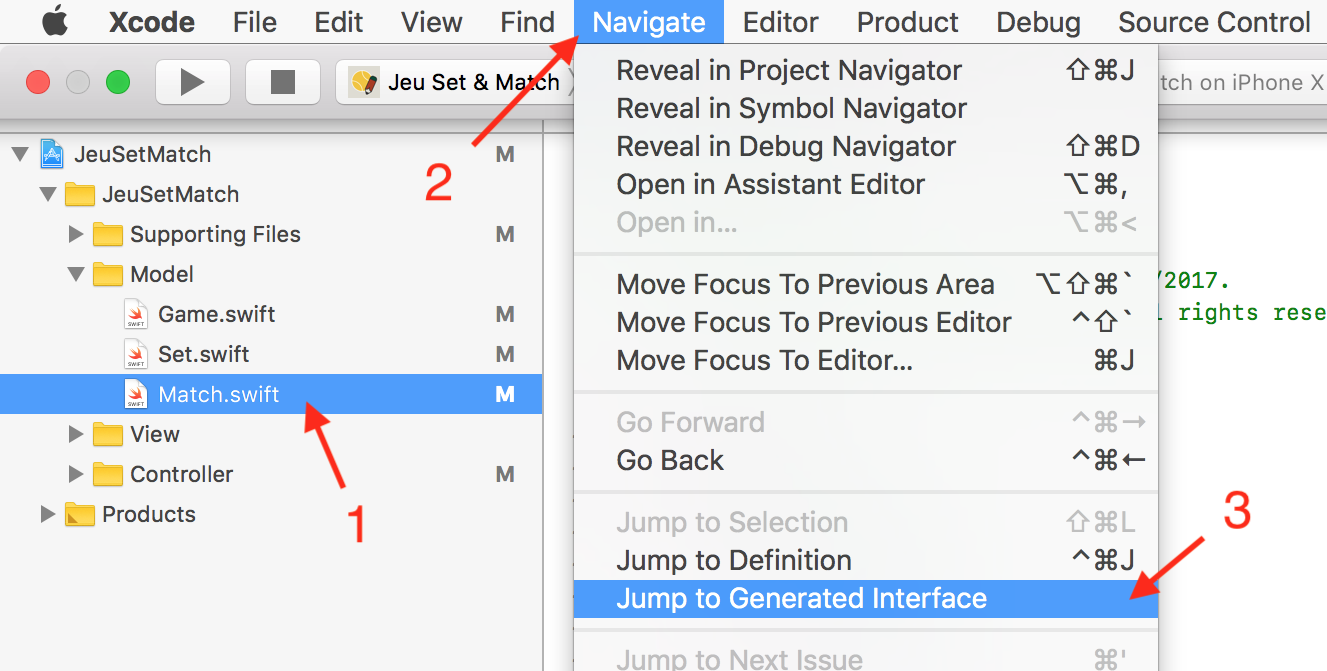 Xcode File Edit View Find Navigate Editor Product Debug Source Control
Jeu Set & Match
tch on iPhone X
JeuSetMatch M
JeuSetMatch
Supporting Files M
Model
Game.swift M
Set.swift M
Match.swift M
View
Controller M
Products
1
2
Reveal in Project Navigator ⇧⌘J
Reveal in Symbol Navigator
Reveal in Debug Navigator ⇧⌘D
Open in Assistant Editor ⌥⌘,
Open in... ⌥⌘<
Move Focus To Previous Area ⌥⇧⌘`
Move Focus To Previous Editor ^⇧`
Move Focus To Editor... ⌘J
Go Forward ^⌘→
Go Back ^⌘←
Jump to Selection ⇧⌘L
Jump to Definition ^⌘J
Jump to Generated Interface
Jump to Next Issue ⌘'
3
/2017.
rights rese